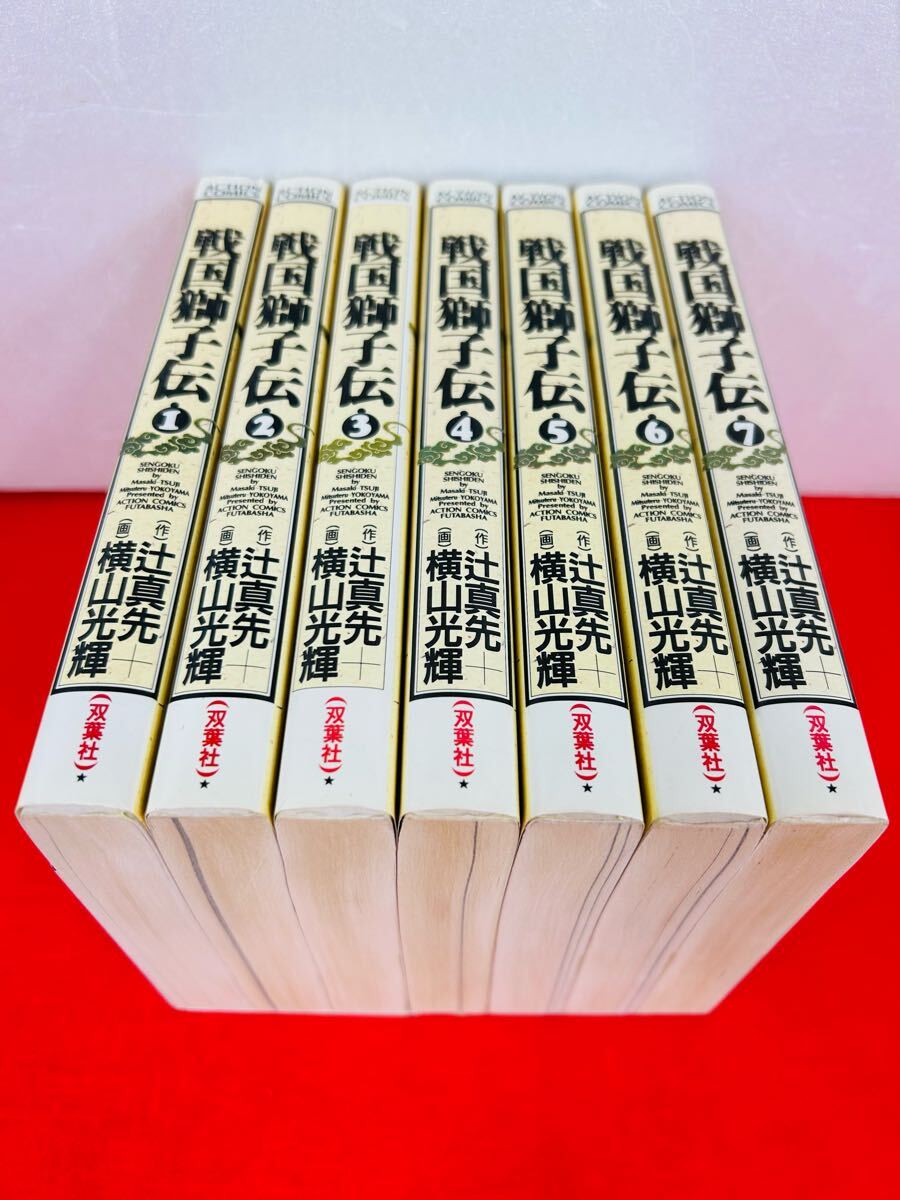 ACTION COMICS
戦国獅子伝
1
SENGOKU
SHISHIDEN
by
Masaki TSUJI
Mitsuteru YOKOYAMA
Presented by
ACTION COMICS
FUTABASHA
(作)辻真先
(画)横山光輝
(双葉社)
★
ACTION COMICS
戦国獅子伝
2
SENGOKU
SHISHIDEN
by
Masaki TSUJI
Mitsuteru YOKOYAMA
Presented by
ACTION COMICS
FUTABASHA
(作)辻真先
(画)横山光輝
(双葉社)
★
ACTION COMICS
戦国獅子伝
3
SENGOKU
SHISHIDEN
by
Masaki TSUJI
Mitsuteru YOKOYAMA
Presented by
ACTION COMICS
FUTABASHA
(作)辻真先
(画)横山光輝
(双葉社)
★
ACTION COMICS
戦国獅子伝
4
SENGOKU
SHISHIDEN
by
Masaki TSUJI
Mitsuteru YOKOYAMA
Presented by
ACTION COMICS
FUTABASHA
(作)辻真先
(画)横山光輝
(双葉社)
★
ACTION COMICS
戦国獅子伝
5
SENGOKU
SHISHIDEN
by
Masaki TSUJI
Mitsuteru YOKOYAMA
Presented by
ACTION COMICS
FUTABASHA
(作)辻真先
(画)横山光輝
(双葉社)
★
ACTION COMICS
戦国獅子伝
6
SENGOKU
SHISHIDEN
by
Masaki TSUJI
Mitsuteru YOKOYAMA
Presented by
ACTION COMICS
FUTABASHA
(作)辻真先
(画)横山光輝
(双葉社)
★
ACTION COMICS
戦国獅子伝
7
SENGOKU
SHISHIDEN
by
Masaki TSUJI
Mitsuteru YOKOYAMA
Presented by
ACTION COMICS
FUTABASHA
(作)辻真先
(画)横山光輝
(双葉社)
★